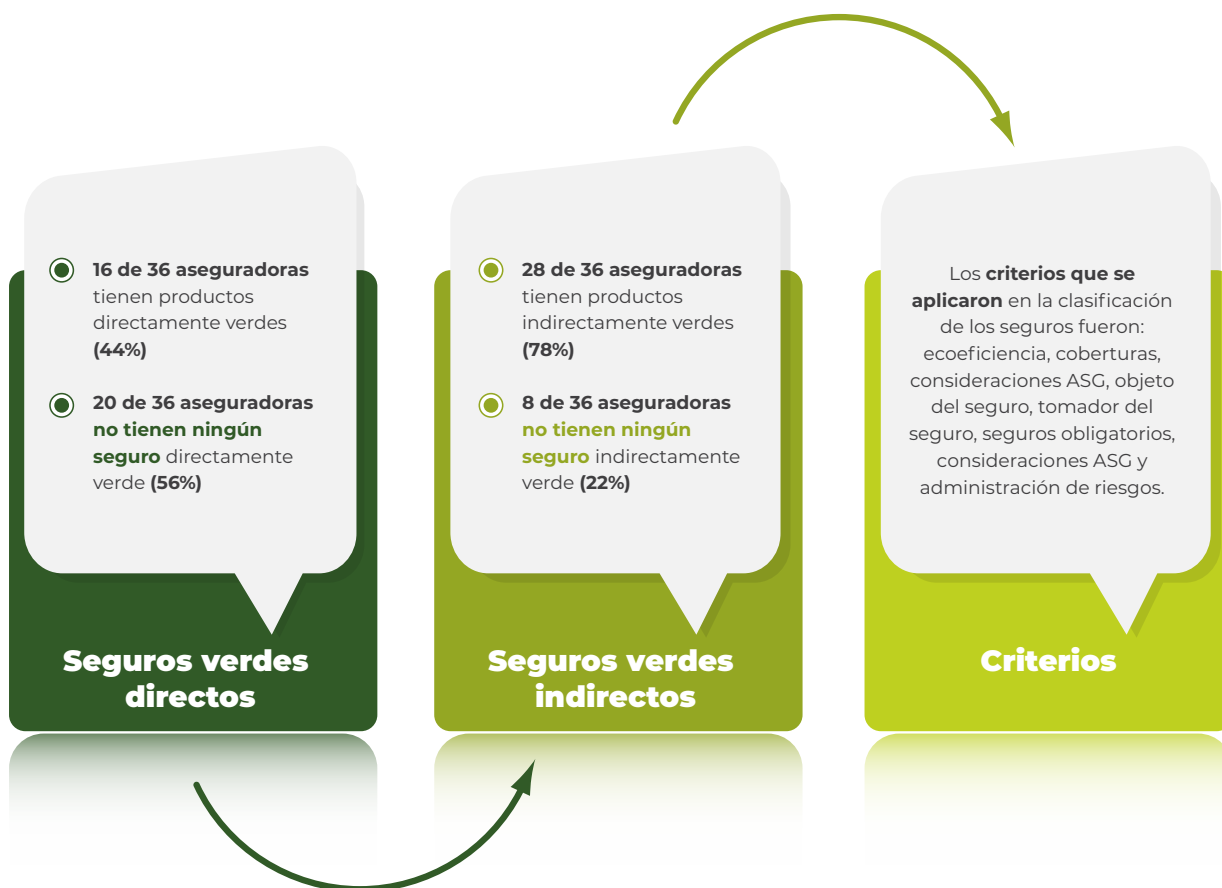 16 de 36 aseguradoras
tienen productos
directamente verdes
(44%)
20 de 36 aseguradoras
no tienen ningún
seguro directamente
verde (56%)
Seguros verdes
directos
28 de 36 aseguradoras
tienen productos
indirectamente verdes
(78%)
8 de 36 aseguradoras
no tienen ningún
seguro indirectamente
verde (22%)
Seguros verdes
indirectos
Los criterios que se
aplicaron en la clasificación
de los seguros fueron:
ecoeficiencia, coberturas,
consideraciones ASG, objeto
del seguro, tomador del
seguro, seguros obligatorios,
consideraciones ASG y
administración de riesgos.
Criterios